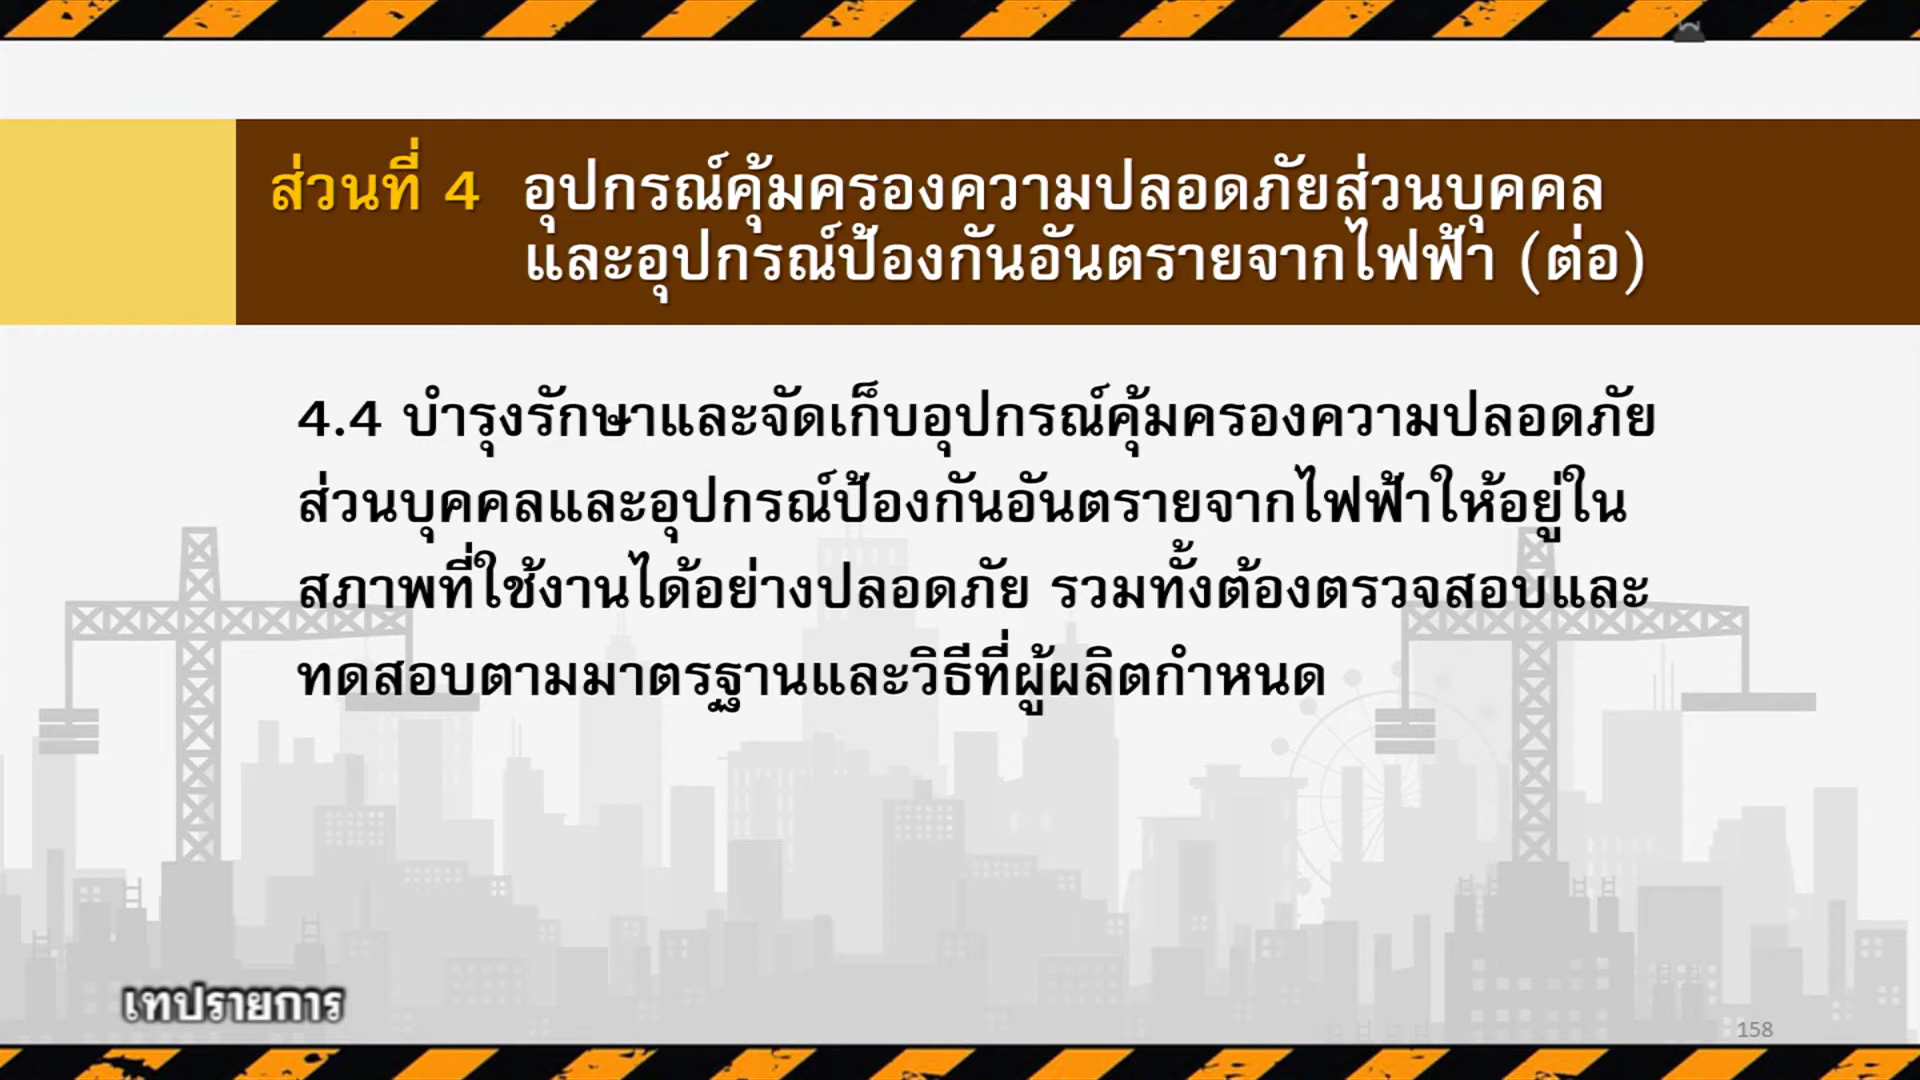 ส่วนที่ 4 อุปกรณ์คุ้มครองความปลอดภัยส่วนบุคคล
และอุปกรณ์ป้องกันอันตรายจากไฟฟ้า (ต่อ)
4.4 บำรุงรักษาและจัดเก็บอุปกรณ์คุ้มครองความปลอดภัย
ส่วนบุคคลและอุปกรณ์ป้องกันอันตรายจากไฟฟ้าให้อยู่ใน
สภาพที่ใช้งานได้อย่างปลอดภัย รวมทั้งต้องตรวจสอบและ
ทดสอบตามมาตรฐานและวิธีที่ผู้ผลิตกำหนด
เทปรายการ
158